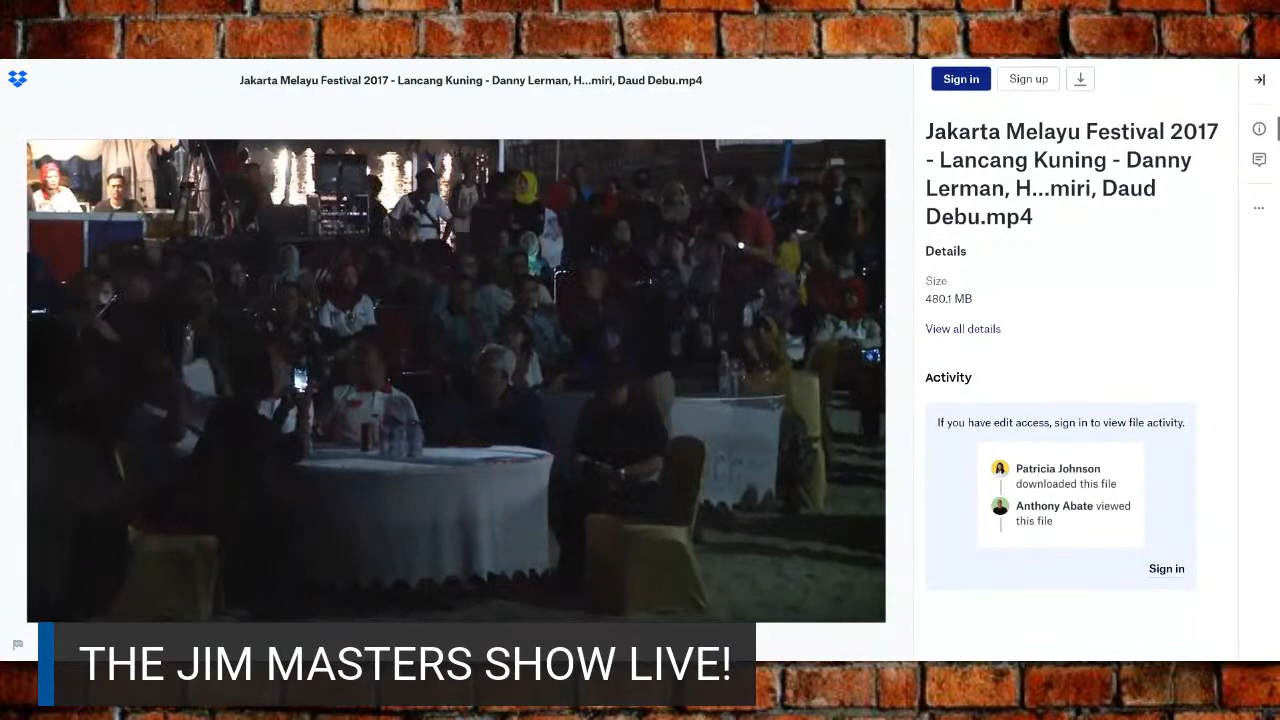 Jakarta Melayu Festival 2017 - Lancang Kuning - Danny Lerman, H...miri, Daud Debu.mp4
Sign in
Sign up
Jakarta Melayu Festival 2017
- Lancang Kuning - Danny
Lerman, H...miri, Daud
Debu.mp4
Details
Size
480.1 MB
View all details
Activity
If you have edit access, sign in to view file activity.
Patricia Johnson
downloaded this file
Anthony Abate viewed
this file
Sign in
THE JIM MASTERS SHOW LIVE!